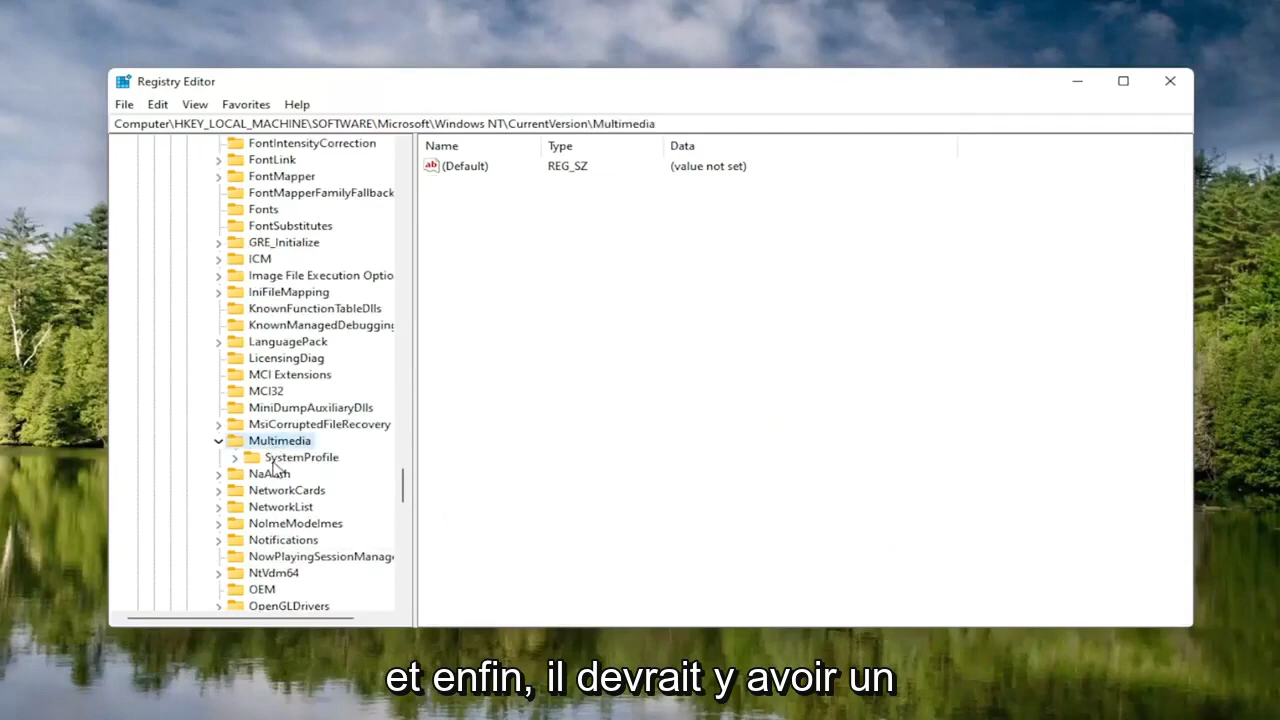 Registry Editor
File Edit View Favorites Help
Computer\HKEY_LOCAL_MACHINE\SOFTWARE\Microsoft\Windows NT\CurrentVersion\Multimedia
Name Type Data
ab (Default) REG_SZ (value not set)
FontIntensityCorrection
FontLink
FontMapper
FontMapperFamilyFallback
Fonts
FontSubstitutes
GRE_Initialize
ICM
Image File Execution Optio
IniFileMapping
KnownFunctionTableDlls
KnownManagedDebugging
LanguagePack
LicensingDiag
MCI Extensions
MCI32
MiniDumpAuxiliaryDlls
MsiCorruptedFileRecovery
Multimedia
SystemProfile
NetworkCards
NetworkList
NoImeModeImes
Notifications
NowPlayingSessionManage
NtVdm64
OEM
OpenGLDrivers
et enfin, il devrait y avoir un